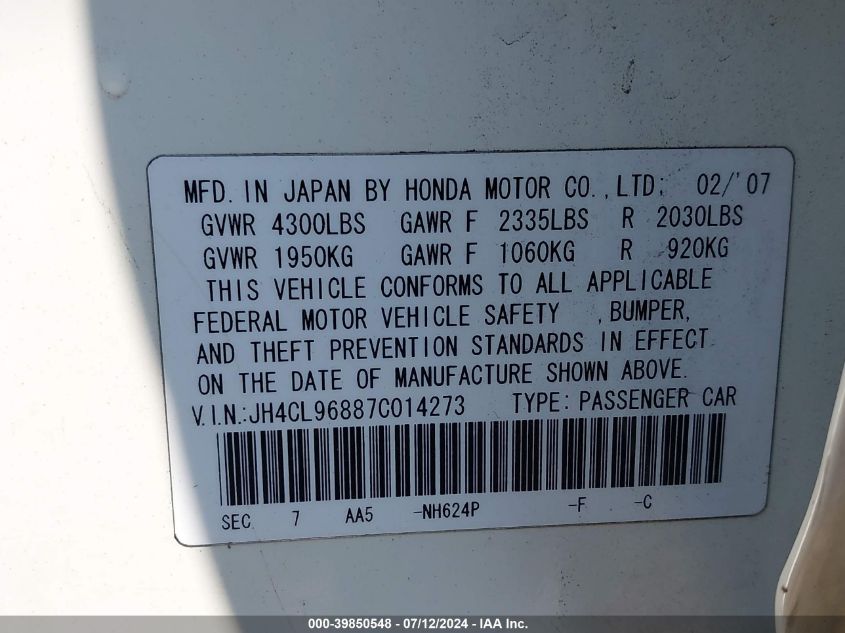 MFD. IN JAPAN BY HONDA MOTOR CO., LTD. 02/'07
GVWR 4300LBS GAWR F 2335LBS R 2030LBS
GVWR 1950KG GAWR F 1060KG R 920KG
THIS VEHICLE CONFORMS TO ALL APPLICABLE
FEDERAL MOTOR VEHICLE SAFETY , BUMPER,
AND THEFT PREVENTION STANDARDS IN EFFECT
ON THE DATE OF MANUFACTURE SHOWN ABOVE.
V.I.N.:JH4CL96887C014273 TYPE: PASSENGER CAR
SEC. 7 AA5 -NH624P -F -C
000-39850548 - 07/12/2024 - IAA Inc.